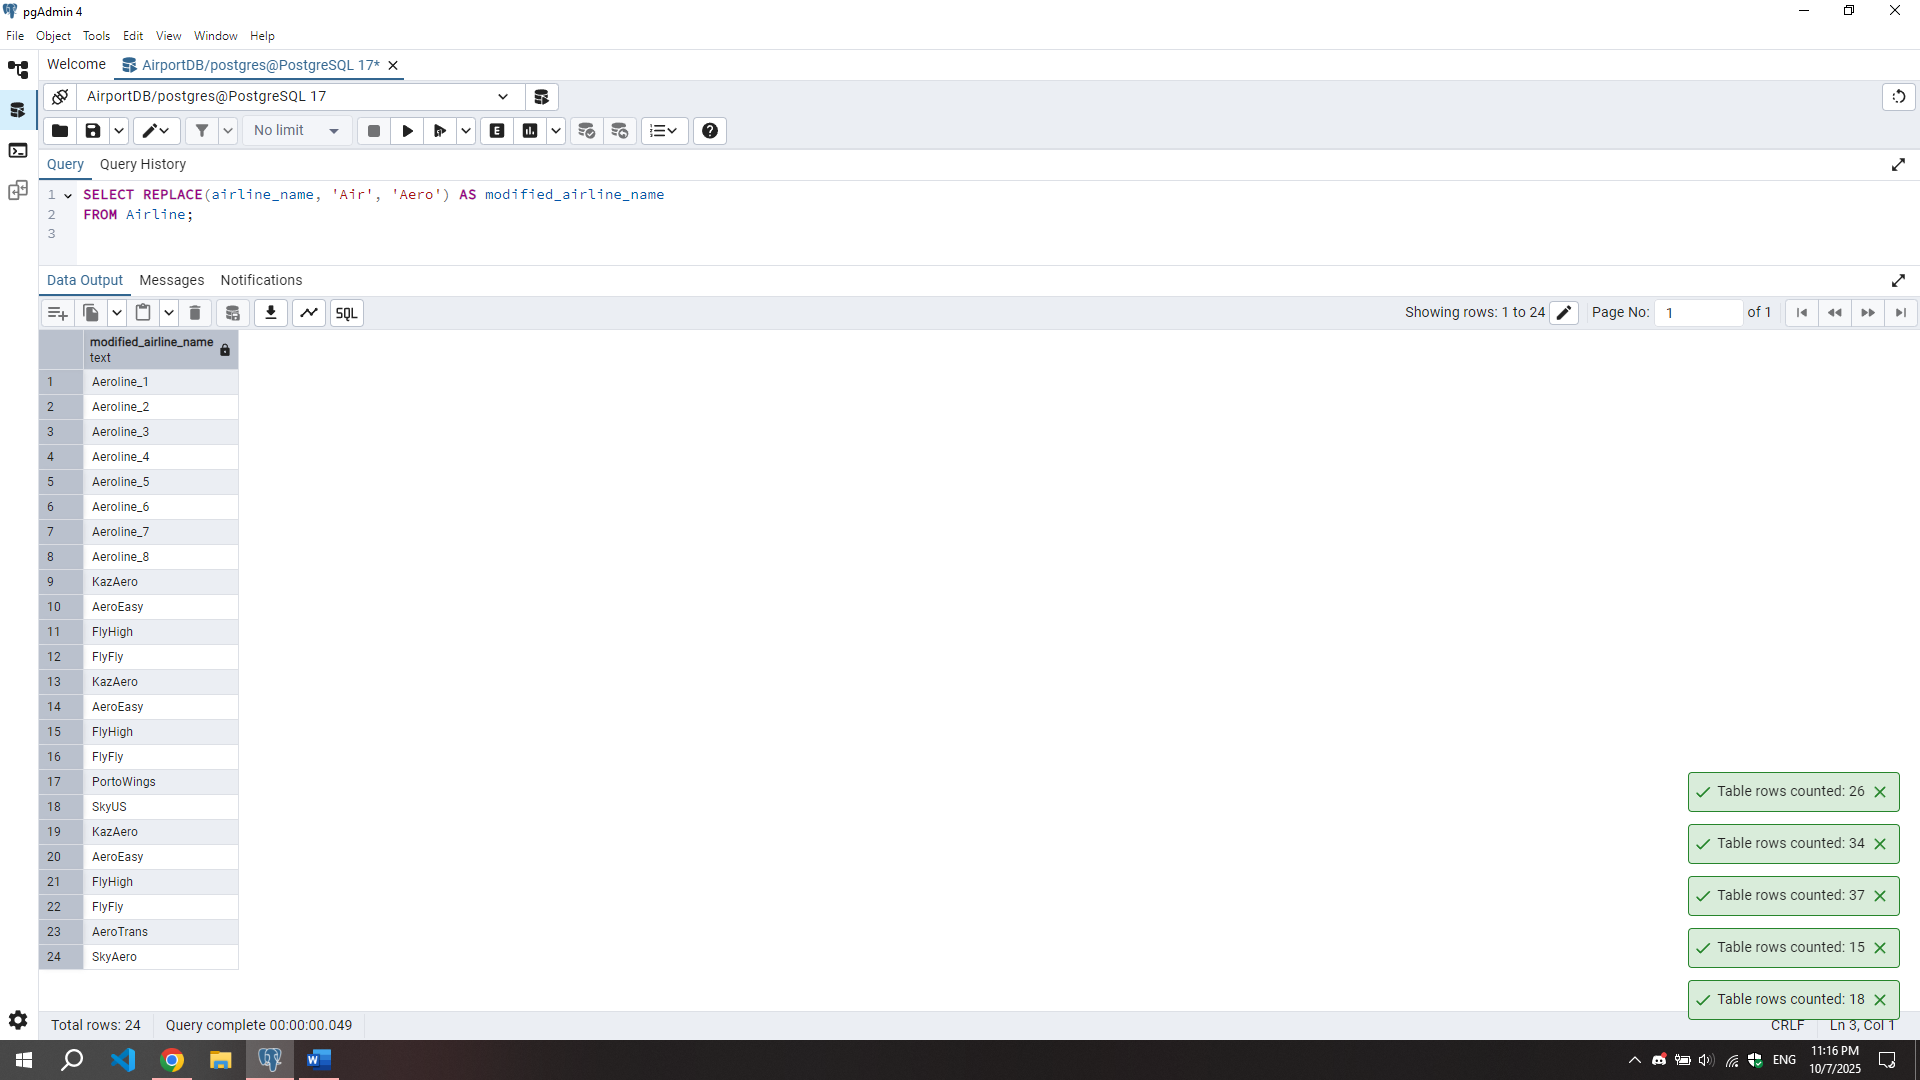 pgAdmin 4
File Object Tools Edit View Window Help
Welcome AirportDB/postgres@PostgreSQL 17*
AirportDB/postgres@PostgreSQL 17
No limit E
Query Query History
1 SELECT REPLACE(airline_name, 'Air', 'Aero') AS modified_airline_name
2 FROM Airline;
3
Data Output Messages Notifications
SQL Showing rows: 1 to 24 Page No: 1 of 1
modified_airline_name
text
1 Aeroline_1
2 Aeroline_2
3 Aeroline_3
4 Aeroline_4
5 Aeroline_5
6 Aeroline_6
7 Aeroline_7
8 Aeroline_8
9 KazAero
10 AeroEasy
11 FlyHigh
12 FlyFly
13 KazAero
14 AeroEasy
15 FlyHigh
16 FlyFly
17 PortoWings
18 SkyUS
19 KazAero
20 AeroEasy
21 FlyHigh
22 FlyFly
23 AeroTrans
24 SkyAero
Table rows counted: 26
Table rows counted: 34
Table rows counted: 37
Table rows counted: 15
Table rows counted: 18
Total rows: 24 Query complete 00:00:00.049 CRLF Ln 3, Col 1
ENG
11:16 PM
10/7/2025